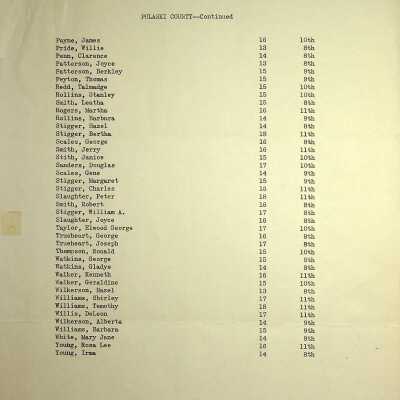 PULASKI COUNTY--Continued
Payne, James 16 10th
Pride, Willie 13 8th
Penn, Clarence 14 8th
Patterson, Joyce 13 8th
Patterson, Berkley 15 9th
Peyton, Thomas 15 9th
Redd, Talmadge 15 10th
Rollins, Stanley 15 10th
Smith, Leatha 15 8th
Rogers, Martha 16 11th
Rollins, Barbara 14 9th
Stigger, Hazel 14 8th
Stigger, Bertha 18 11th
Scales, George 16 9th
Smith, Jerry 16 11th
Stith, Janice 15 10th
Sanders, Douglas 17 10th
Scales, Gene 14 9th
Stigger, Margaret 15 9th
Stigger, Charles 18 11th
Slaughter, Peter 18 11th
Smith, Robert 18 8th
Stigger, William A. 17 8th
Slaughter, Joyce 16 8th
Taylor, Elwood George 17 10th
Trueheart, George 16 8th
Trueheart, Joseph 17 8th
Thompson, Ronald 15 10th
Watkins, George 15 9th
Watkins, Gladys 14 8th
Walker, Kenneth 16 11th
Walker, Geraldine 15 10th
Wilkerson, Hazel 13 8th
Williams, Shirley 17 11th
Williams, Timothy 18 11th
Willis, DeLeon 17 11th
Wilkerson, Alberta 14 9th
Williams, Barbara 15 9th
White, Mary Jane 14 9th
Young, Rosa Lee 16 11th
Young, Irma 14 8th